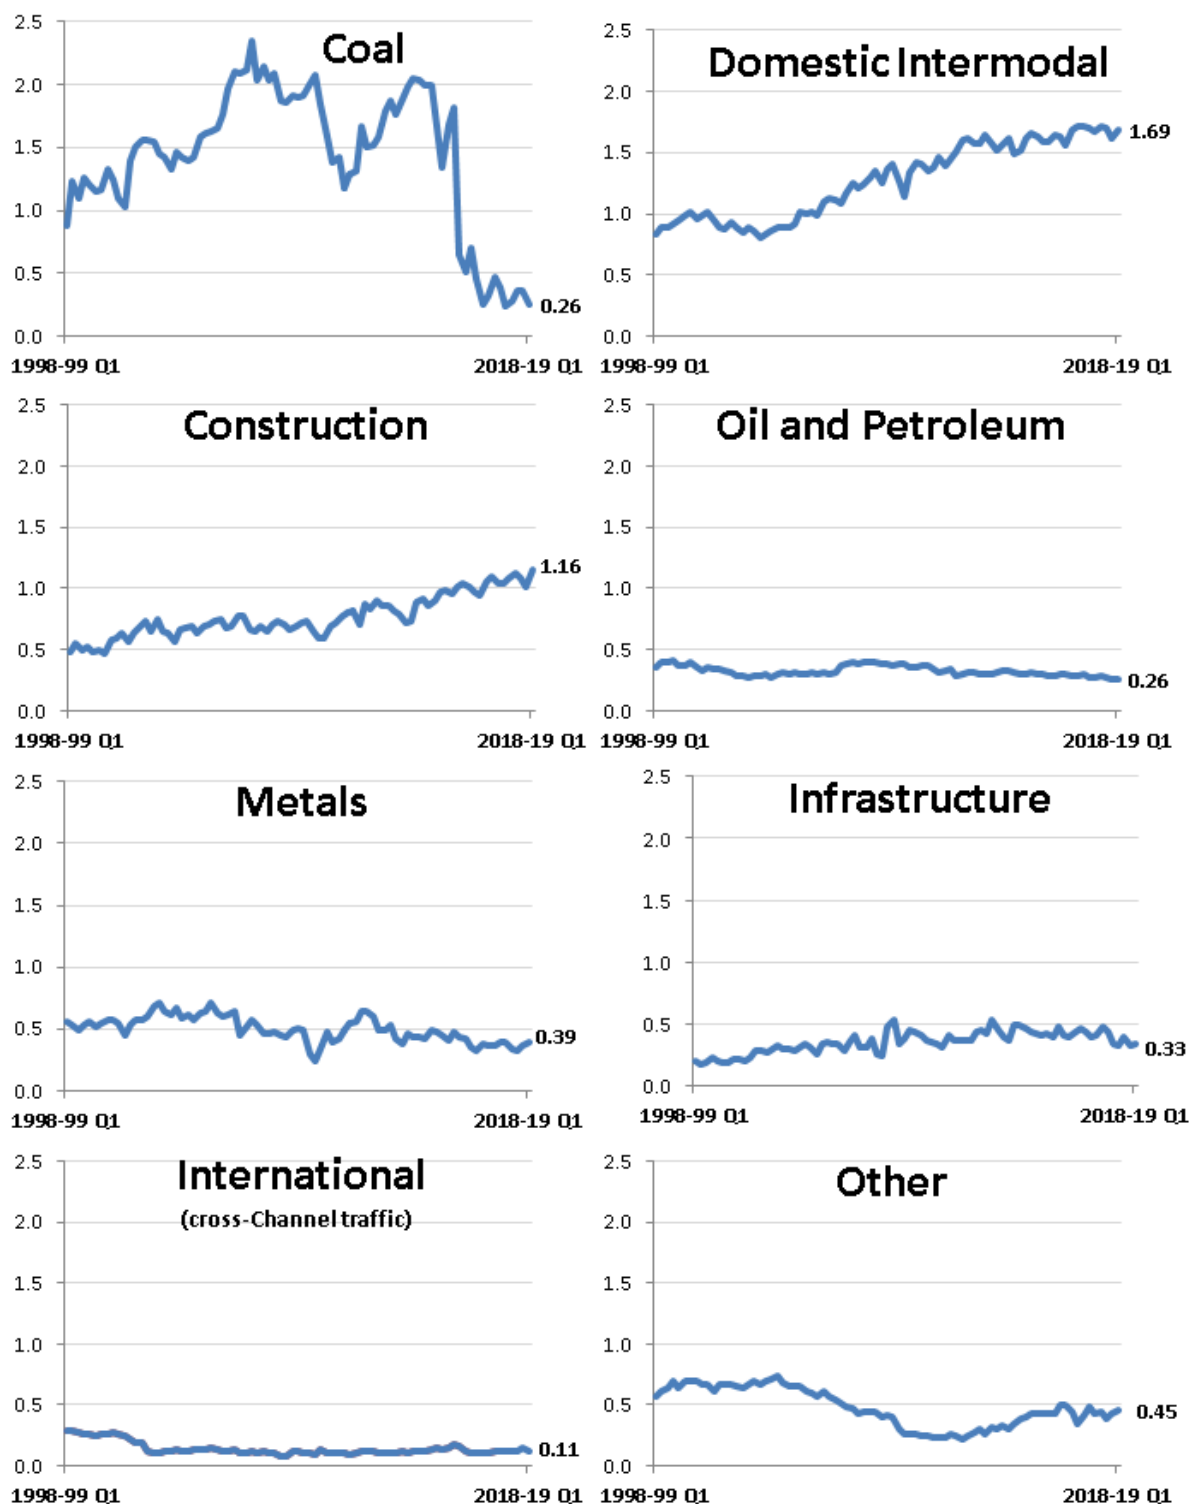 Coal
2.5
2.0
1.5
1.0
0.5
0.0
0.26
1998-99 Q1
2018-19 Q1
Domestic Intermodal
2.5
2.0
1.5
1.0
0.5
0.0
1.69
1998-99 Q1
2018-19 Q1
Construction
2.5
2.0
1.5
1.0
0.5
0.0
1.16
1998-99 Q1
2018-19 Q1
Oil and Petroleum
2.5
2.0
1.5
1.0
0.5
0.0
0.26
1998-99 Q1
2018-19 Q1
Metals
2.5
2.0
1.5
1.0
0.5
0.0
0.39
1998-99 Q1
2018-19 Q1
Infrastructure
2.5
2.0
1.5
1.0
0.5
0.0
0.33
1998-99 Q1
2018-19 Q1
International
(cross-Channel traffic)
2.5
2.0
1.5
1.0
0.5
0.0
0.11
1998-99 Q1
2018-19 Q1
Other
2.5
2.0
1.5
1.0
0.5
0.0
0.45
1998-99 Q1
2018-19 Q1